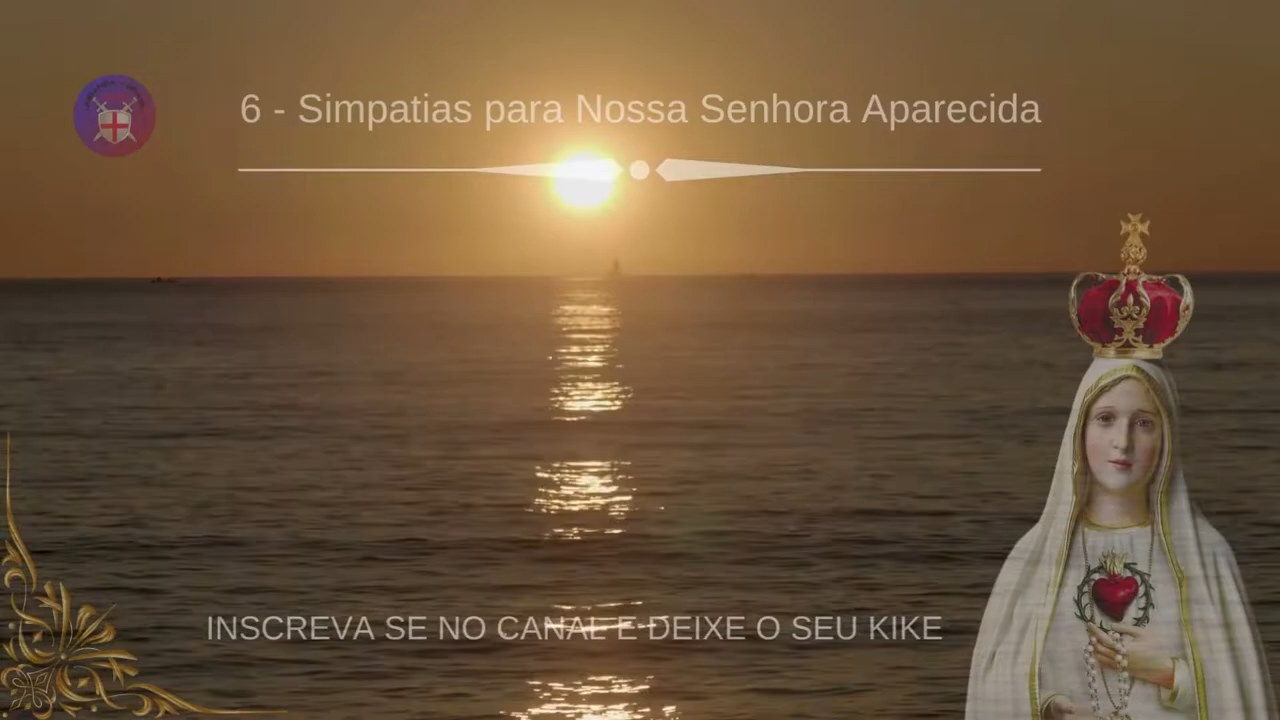 6 - Simpatias para Nossa Senhora Aparecida
INSCREVA SE NO CANAL E DEIXE O SEU KIKE